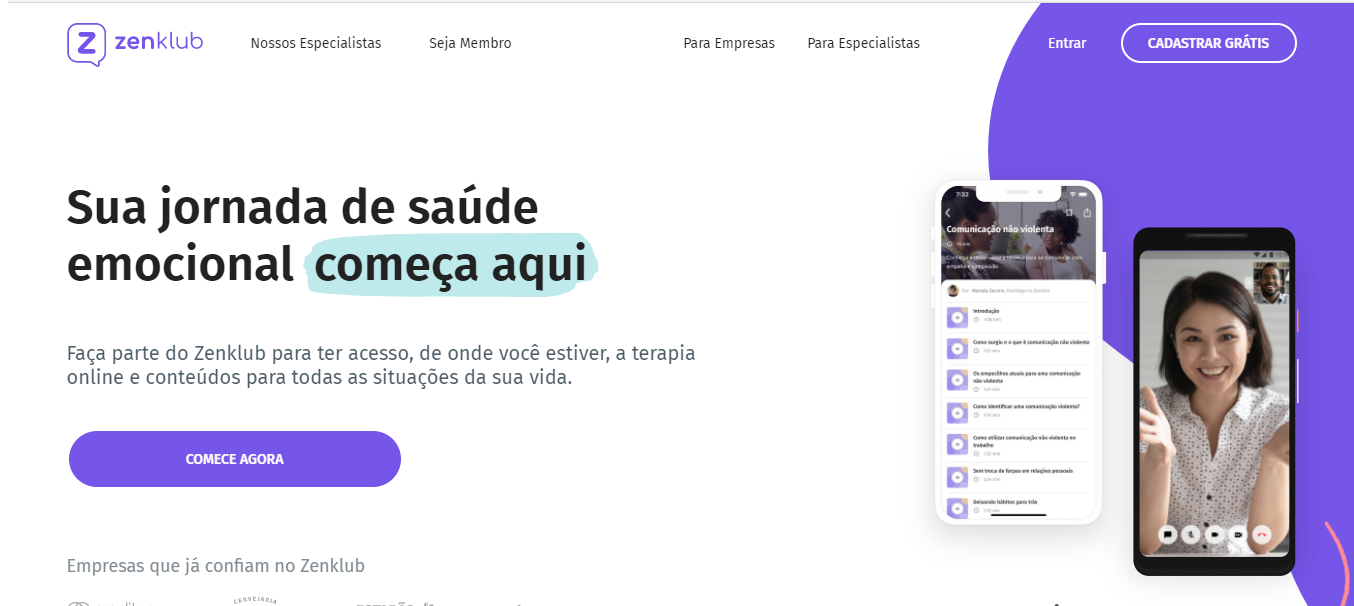 zenklub
Nossos Especialistas
Seja Membro
Para Empresas
Para Especialistas
Entrar
CADASTRAR GRÁTIS
Sua jornada de saúde
emocional começa aqui
Faça parte do Zenklub para ter acesso, de onde você estiver, a terapia
online e conteúdos para todas as situações da sua vida.
COMECE AGORA
Empresas que já confiam no Zenklub
CERVEJARIA
7:32
Comunicação não violenta
Introdução
Como surgiu e o que é comunicação não violenta
Os empecilhos atuais para uma comunicação
não violenta
Como identificar uma comunicação violenta?
Como utilizar comunicação não violenta no
trabalho
Sem troca de farpas em relações pessoais
Deixando hábitos para trás